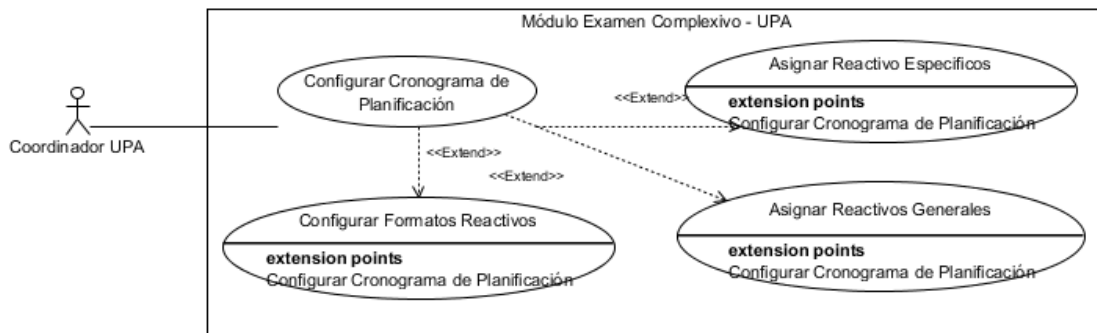 Módulo Examen Complexivo - UPA
Configurar Cronograma de
Planificación
Asignar Reactivo Especificos
<<Extend>>
extension points
Configurar Cronograma de Planificación
Coordinador UPA
<<Extend>>
<<Extend>>
Configurar Formatos Reactivos
extension points
Configurar Cronograma de Planificación
Asignar Reactivos Generales
extension points
Configurar Cronograma de Planificación